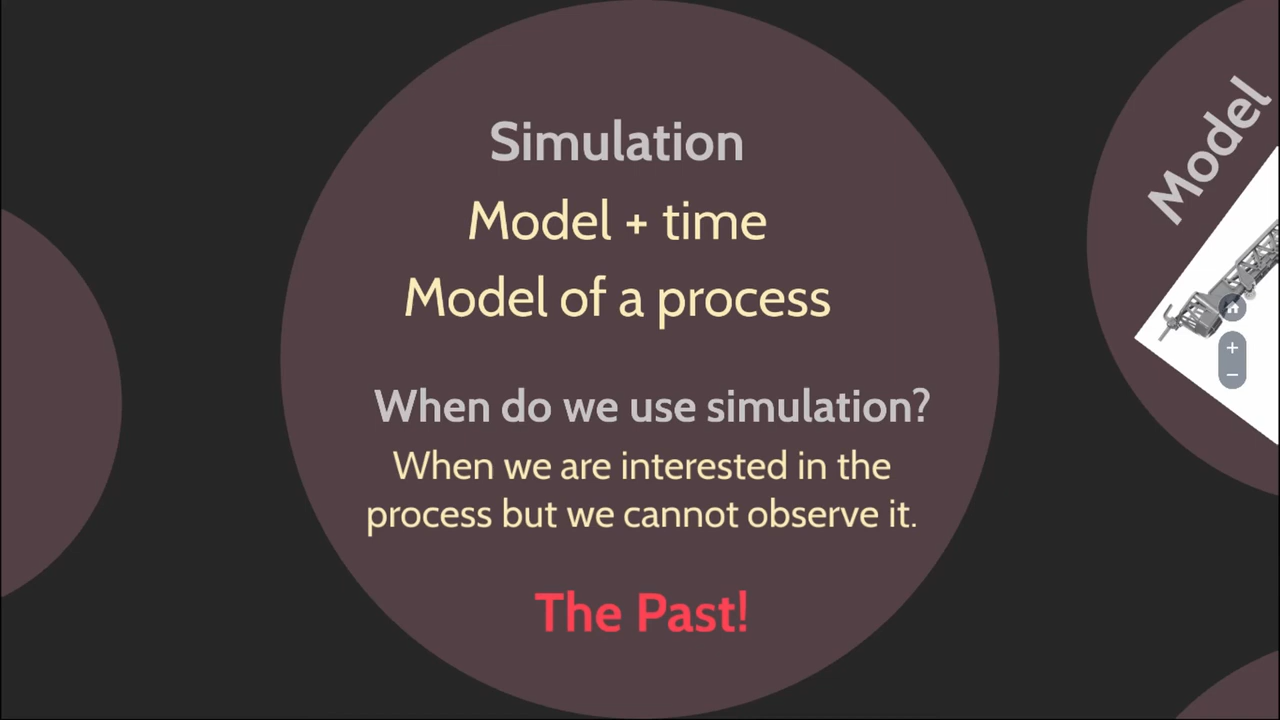 Simulation
Model + time
Model of a process
When do we use simulation?
When we are interested in the
process but we cannot observe it.
The Past!
Model
+
−